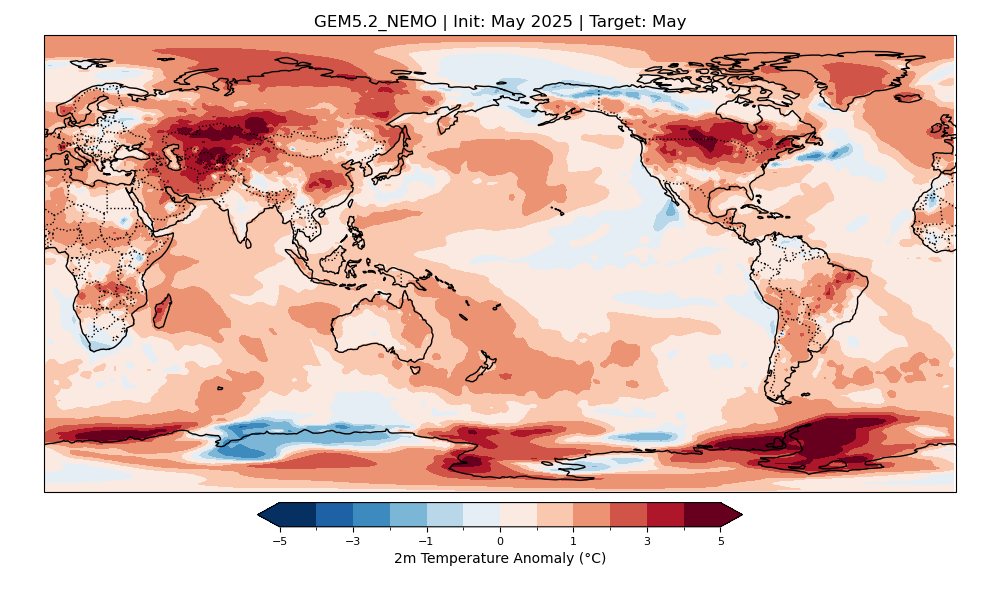 GEM5.2_NEMO | Init: May 2025 | Target: May
−5 −3 −1 0 1 3 5
2m Temperature Anomaly (°C)